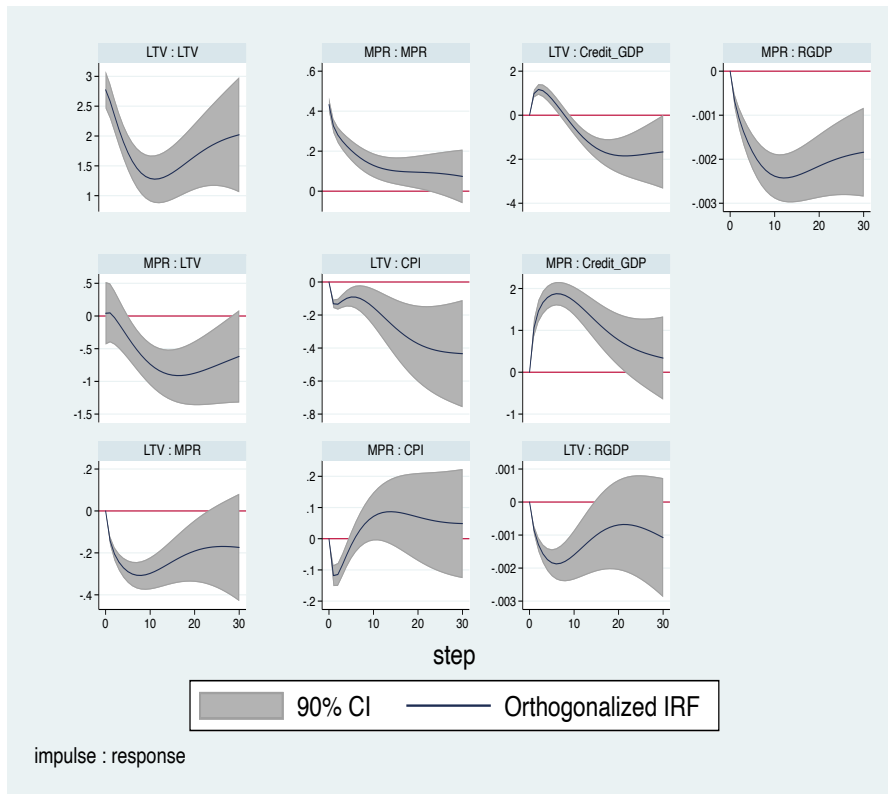 LTV : LTV
MPR : MPR
LTV : Credit_GDP
MPR : RGDP
3
2.5
2
1.5
1
.6
.4
.2
0
2
0
-2
-4
0
-.001
-.002
-.003
0 10 20 30
MPR : LTV
LTV : CPI
MPR : Credit_GDP
.5
0
-.5
-1
-1.5
0
-.2
-.4
-.6
-.8
2
1
0
-1
LTV : MPR
MPR : CPI
LTV : RGDP
.2
0
-.2
-.4
0 10 20 30
.2
.1
0
-.1
-.2
0 10 20 30
.001
0
-.001
-.002
-.003
0 10 20 30
step
90% CI Orthogonalized IRF
impulse : response